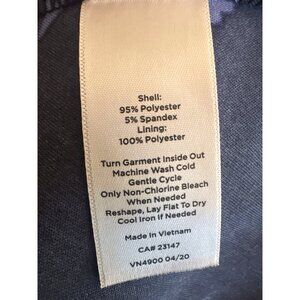 Shell:
95% Polyester
5% Spandex
Lining:
100% Polyester
Turn Garment Inside Out
Machine Wash Cold
Gentle Cycle
Only Non-Chlorine Bleach
When Needed
Reshape, Lay Flat To Dry
Cool Iron if Needed
Made In Vietnam
CA# 23147
VN4900 04/20